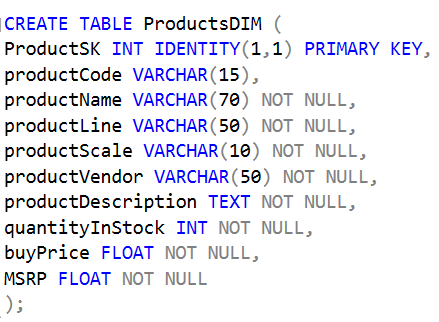 CREATE TABLE ProductsDIM (
ProductSK INT IDENTITY(1,1) PRIMARY KEY,
productCode VARCHAR(15),
productName VARCHAR(70) NOT NULL,
productLine VARCHAR(50) NOT NULL,
productScale VARCHAR(10) NOT NULL,
productVendor VARCHAR(50) NOT NULL,
productDescription TEXT NOT NULL,
quantityInStock INT NOT NULL,
buyPrice FLOAT NOT NULL,
MSRP FLOAT NOT NULL
);